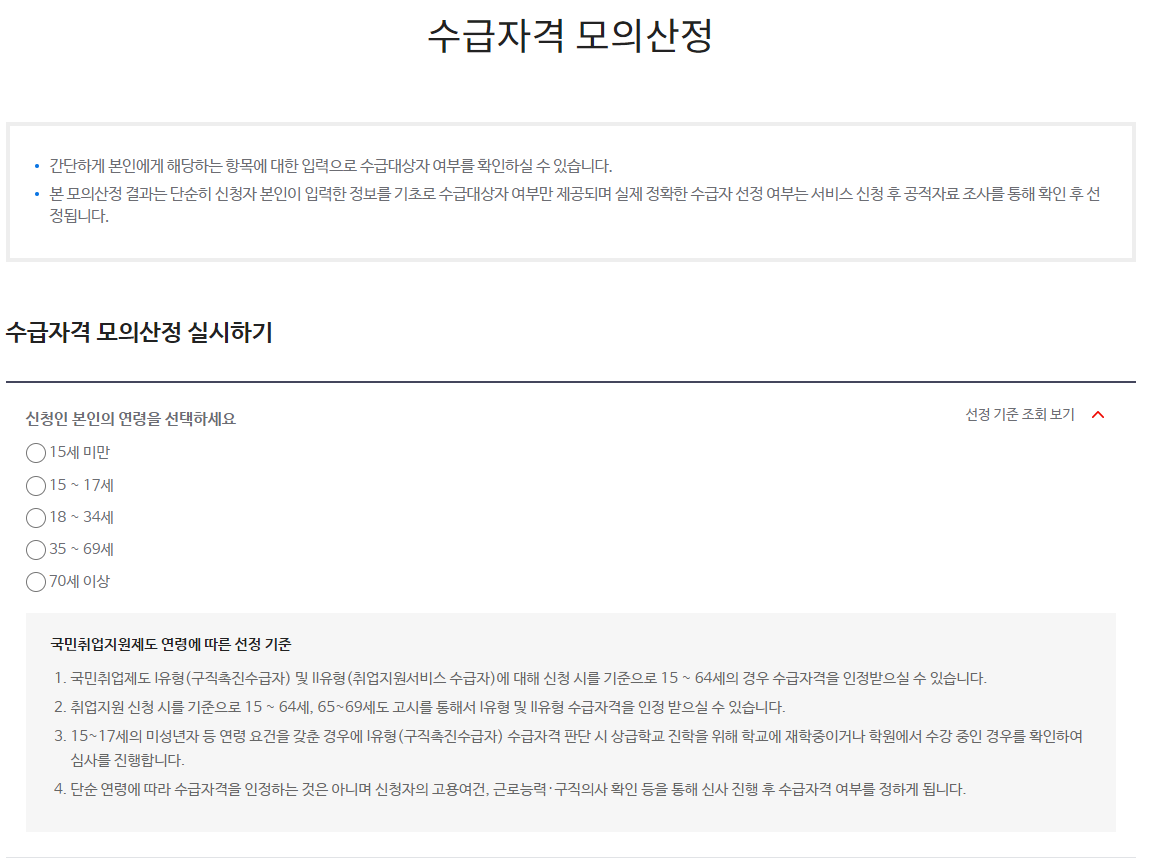 수급자격 모의산정
간단하게 본인에게 해당하는 항목에 대한 입력으로 수급대상자 여부를 확인하실 수 있습니다.
본 모의산정 결과는 단순히 신청자 본인이 입력한 정보를 기초로 수급대상자 여부만 제공되며 실제 정확한 수급자 선정 여부는 서비스 신청 후 공적자료 조사를 통해 확인 후 선
정됩니다.
수급자격 모의산정 실시하기
신청인 본인의 연령을 선택하세요
선정 기준 조회 보기
15세 미만
15 ~ 17세
18 ~ 34세
35 ~ 69세
70세 이상
국민취업지원제도 연령에 따른 선정 기준
1. 국민취업제도 I유형(구직촉진수급자) 및 II유형(취업지원서비스 수급자)에 대해 신청 시를 기준으로 15 ~ 64세의 경우 수급자격을 인정받으실 수 있습니다.
2. 취업지원 신청 시를 기준으로 15 ~ 64세, 65~69세도 고시를 통해서 I유형 및 II유형 수급자격을 인정 받으실 수 있습니다.
3. 15~17세의 미성년자 등 연령 요건을 갖춘 경우에 I유형(구직촉진수급자) 수급자격 판단 시 상급학교 진학을 위해 학교에 재학중이거나 학원에서 수강 중인 경우를 확인하여
심사를 진행합니다.
4. 단순 연령에 따라 수급자격을 인정하는 것은 아니며 신청자의 고용여건, 근로능력·구직의사 확인 등을 통해 신사 진행 후 수급자격 여부를 정하게 됩니다.